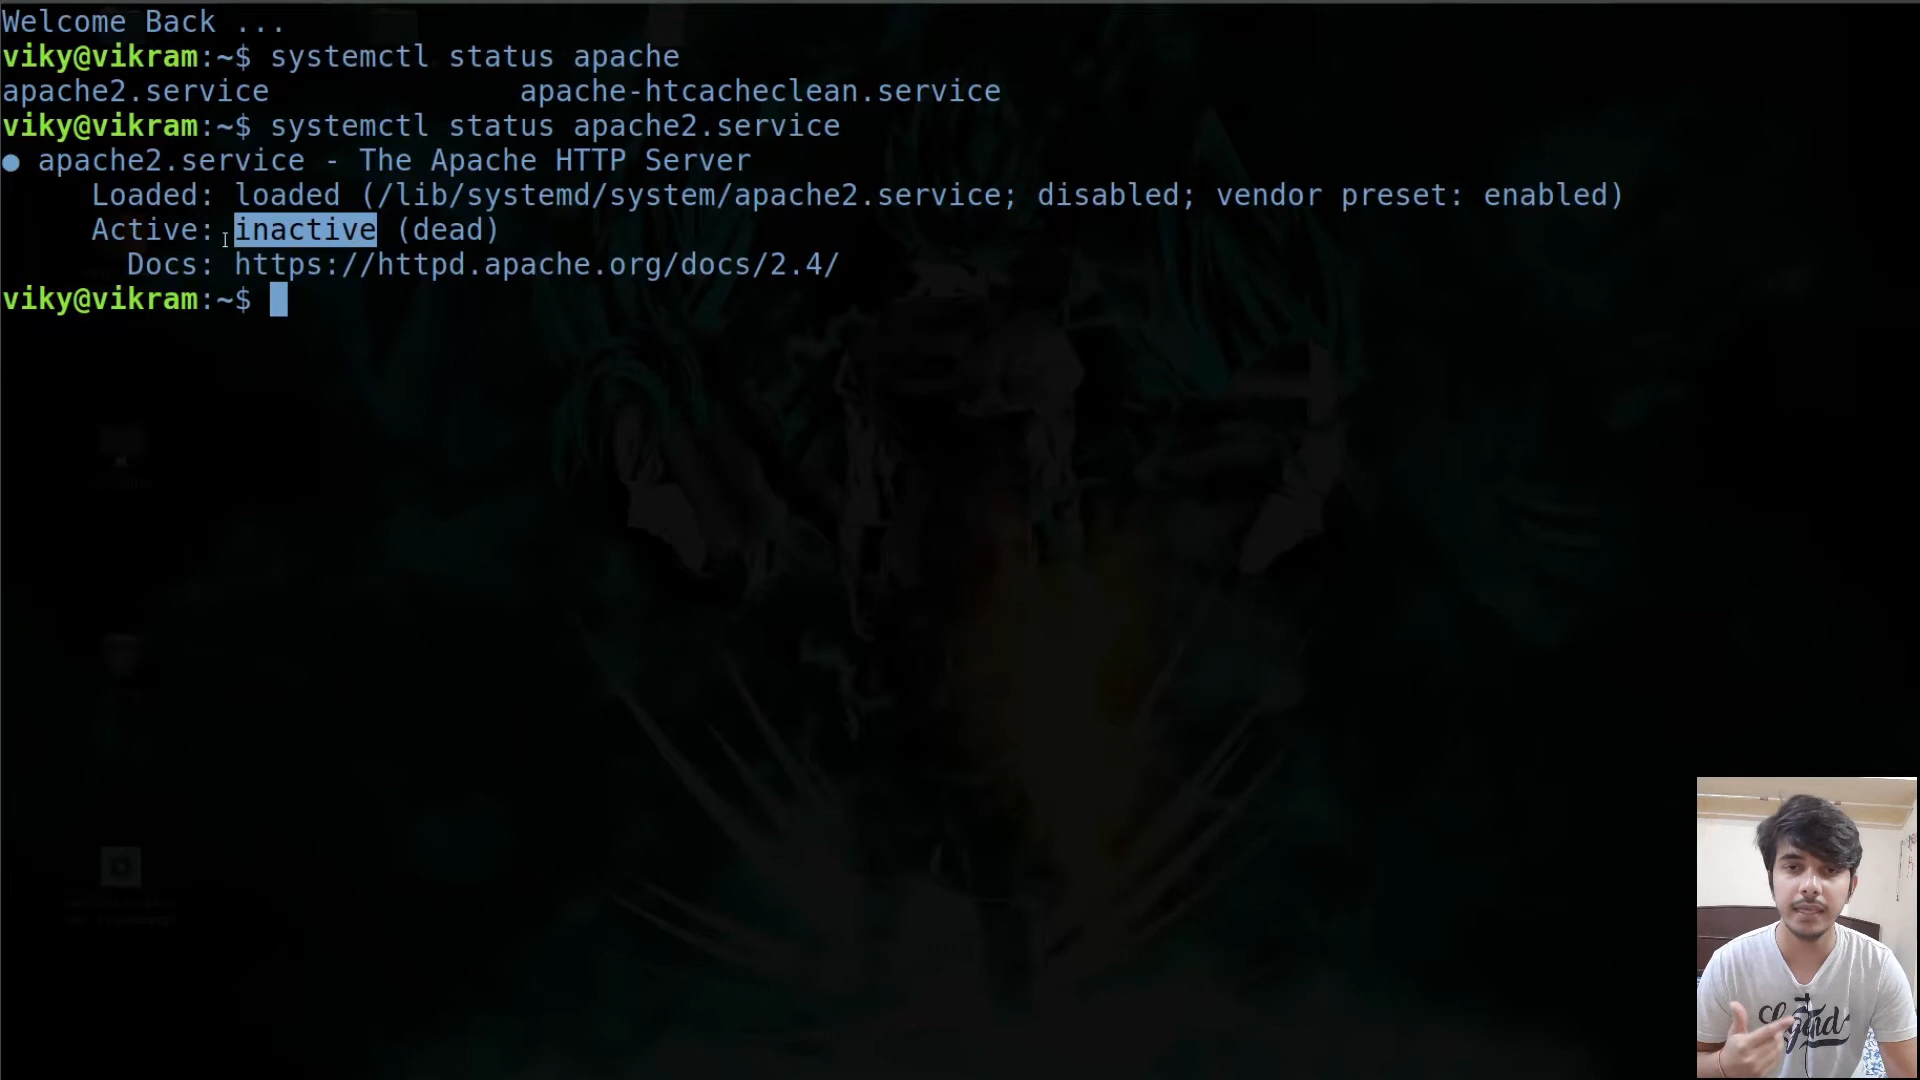 Welcome Back ...
viky@vikram:~$ systemctl status apache
apache2.service              apache-htcacheclean.service
viky@vikram:~$ systemctl status apache2.service
● apache2.service - The Apache HTTP Server
     Loaded: loaded (/lib/systemd/system/apache2.service; disabled; vendor preset: enabled)
     Active: inactive (dead)
       Docs: https://httpd.apache.org/docs/2.4/
viky@vikram:~$
Legend